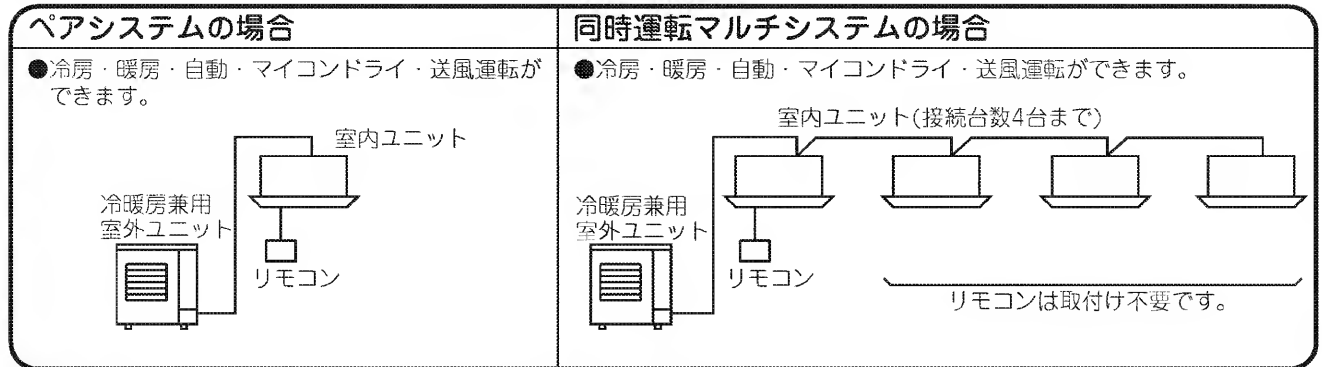 ペアシステムの場合
●冷房・暖房・自動・マイコンドライ・送風運転が
できます。
室内ユニット
冷暖房兼用
室外ユニット
リモコン
同時運転マルチシステムの場合
●冷房・暖房・自動・マイコンドライ・送風運転ができます。
室内ユニット(接続台数4台まで)
冷暖房兼用
室外ユニット
リモコン
リモコンは取付け不要です。